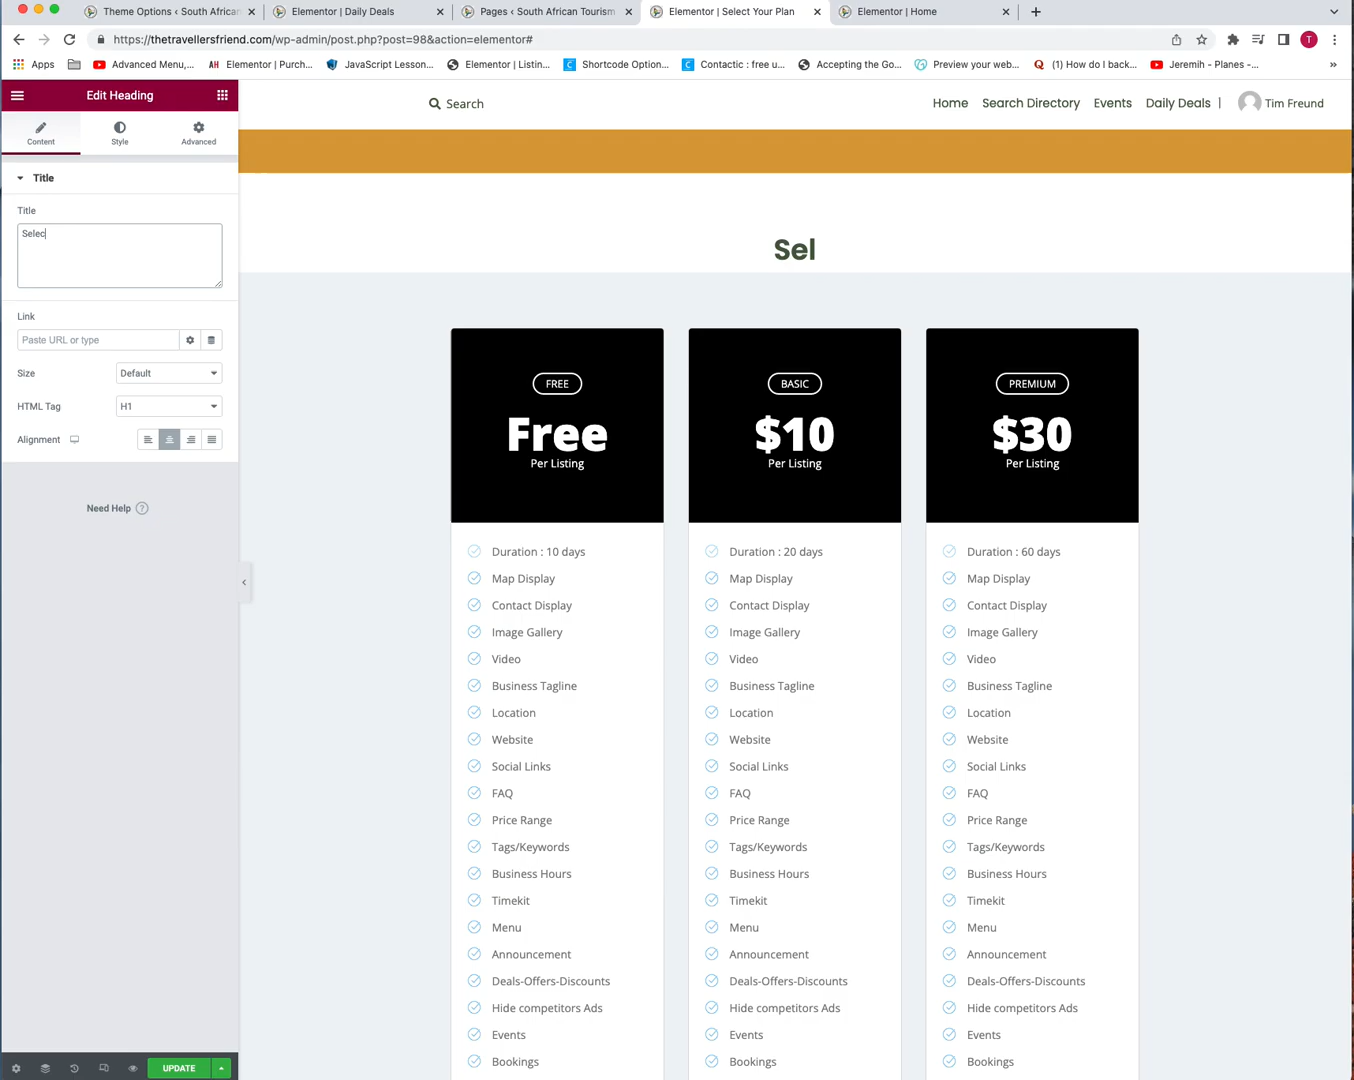 Theme Options ‹ South African
Elementor | Daily Deals
Pages ‹ South African Tourism
Elementor | Select Your Plan
Elementor | Home
https://thetravellersfriend.com/wp-admin/post.php?post=98&action=elementor#
T
Apps
Advanced Menu,...
AH Elementor | Purch...
JavaScript Lesson...
Elementor | Listin...
C Shortcode Option...
C Contactic : free u...
Accepting the Go...
Preview your web...
Q (1) How do I back...
Jeremih - Planes -...
»
Edit Heading
Content
Style
Advanced
Title
Title
Selec
Link
Paste URL or type
Size
Default
HTML Tag
H1
Alignment
Need Help ?
UPDATE
Search
Home
Search Directory
Events
Daily Deals |
Tim Freund
Sel
FREE
Free
Per Listing
Duration : 10 days
Map Display
Contact Display
Image Gallery
Video
Business Tagline
Location
Website
Social Links
FAQ
Price Range
Tags/Keywords
Business Hours
Timekit
Menu
Announcement
Deals-Offers-Discounts
Hide competitors Ads
Events
Bookings
BASIC
$10
Per Listing
Duration : 20 days
Map Display
Contact Display
Image Gallery
Video
Business Tagline
Location
Website
Social Links
FAQ
Price Range
Tags/Keywords
Business Hours
Timekit
Menu
Announcement
Deals-Offers-Discounts
Hide competitors Ads
Events
Bookings
PREMIUM
$30
Per Listing
Duration : 60 days
Map Display
Contact Display
Image Gallery
Video
Business Tagline
Location
Website
Social Links
FAQ
Price Range
Tags/Keywords
Business Hours
Timekit
Menu
Announcement
Deals-Offers-Discounts
Hide competitors Ads
Events
Bookings